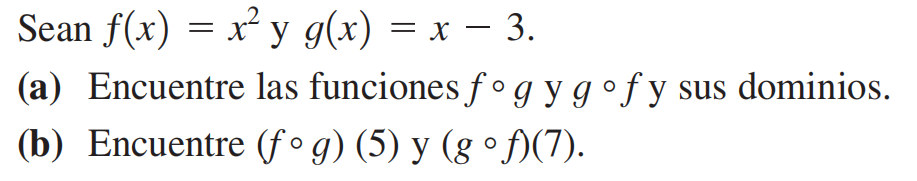 Sean f(x) = x² y g(x) = x − 3.
(a) Encuentre las funciones f ∘ g y g ∘ f y sus dominios.
(b) Encuentre (f ∘ g) (5) y (g ∘ f)(7).